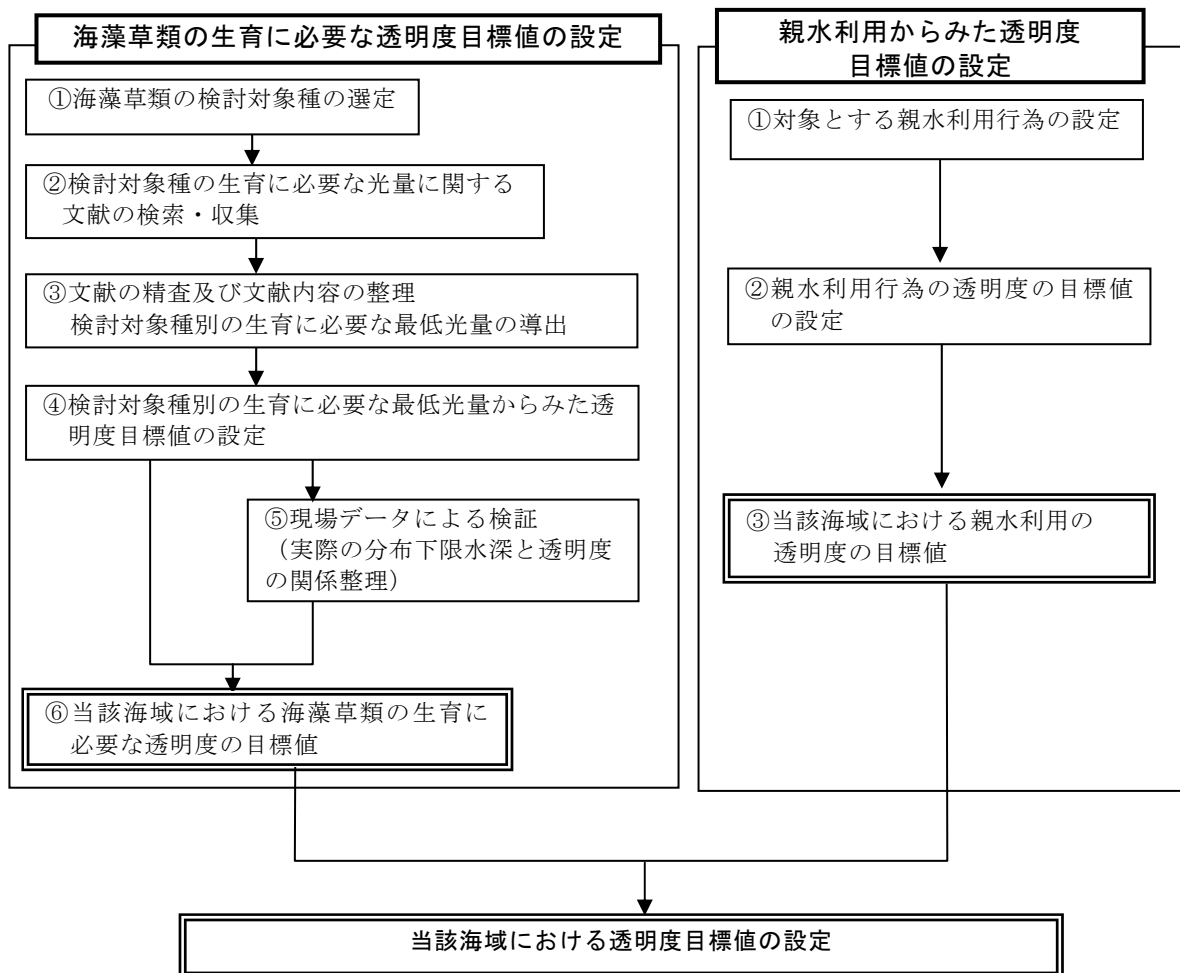 海藻草類の生育に必要な透明度目標値の設定
①海藻草類の検討対象種の選定
②検討対象種の生育に必要な光量に関する
文献の検索・収集
③文献の精査及び文献内容の整理
検討対象種別の生育に必要な最低光量の導出
④検討対象種別の生育に必要な最低光量からみた透
明度目標値の設定
⑤現場データによる検証
（実際の分布下限水深と透明度
の関係整理）
⑥当該海域における海藻草類の生育に
必要な透明度の目標値
親水利用からみた透明度
目標値の設定
①対象とする親水利用行為の設定
②親水利用行為の透明度の目標値
の設定
③当該海域における親水利用の
透明度の目標値
当該海域における透明度目標値の設定